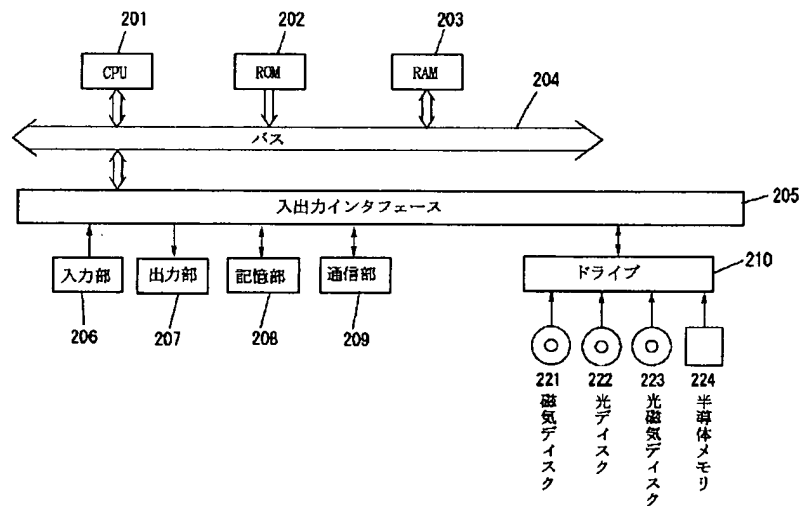 201
202
203
CPU
ROM
RAM
204
バス
205
入出力インタフェース
入力部
出力部
記憶部
通信部
ドライブ
210
206
207
208
209
221
222
223
224
磁気ディスク
光ディスク
光磁気ディスク
半導体メモリ